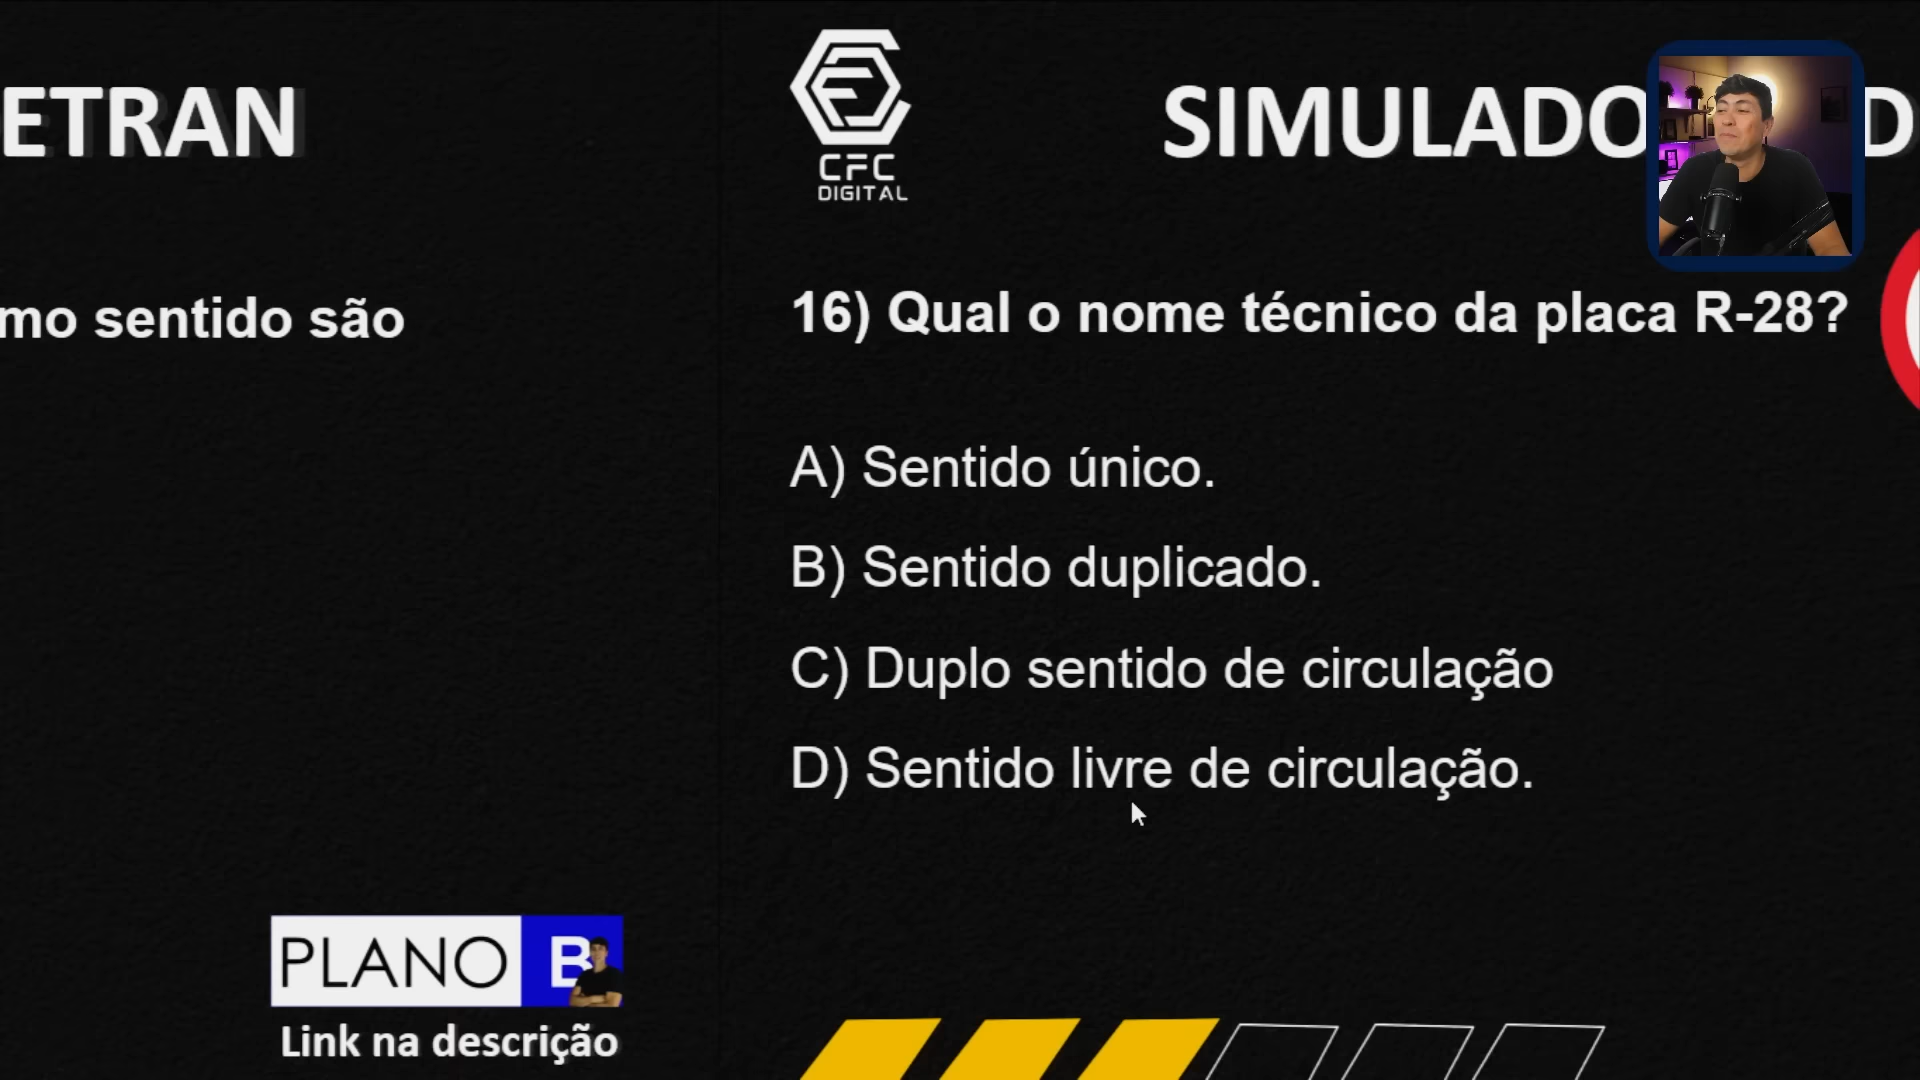 ETRAN
mo sentido são
PLANO B
Link na descrição
CFC
DIGITAL
SIMULADO D
16) Qual o nome técnico da placa R-28?
A) Sentido único.
B) Sentido duplicado.
C) Duplo sentido de circulação
D) Sentido livre de circulação.